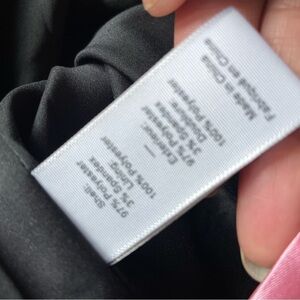 Shell:
97% Polyester
3% Spandex
Lining:
100% Polyester
—
Exterior:
97% Polyester
3% Spandex
Doublure:
100% Polyester
Made in China
Fabriqué en Chine